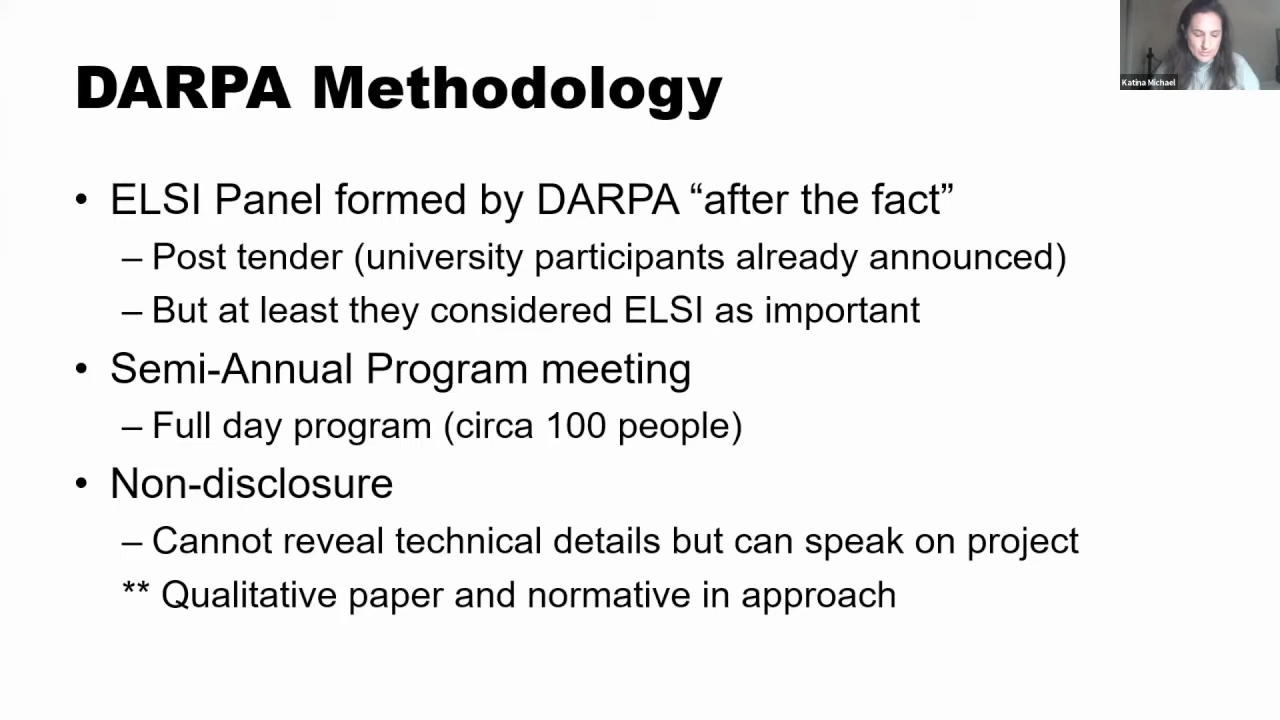 DARPA Methodology
Katina Michael
• ELSI Panel formed by DARPA “after the fact”
– Post tender (university participants already announced)
– But at least they considered ELSI as important
• Semi-Annual Program meeting
– Full day program (circa 100 people)
• Non-disclosure
– Cannot reveal technical details but can speak on project
** Qualitative paper and normative in approach